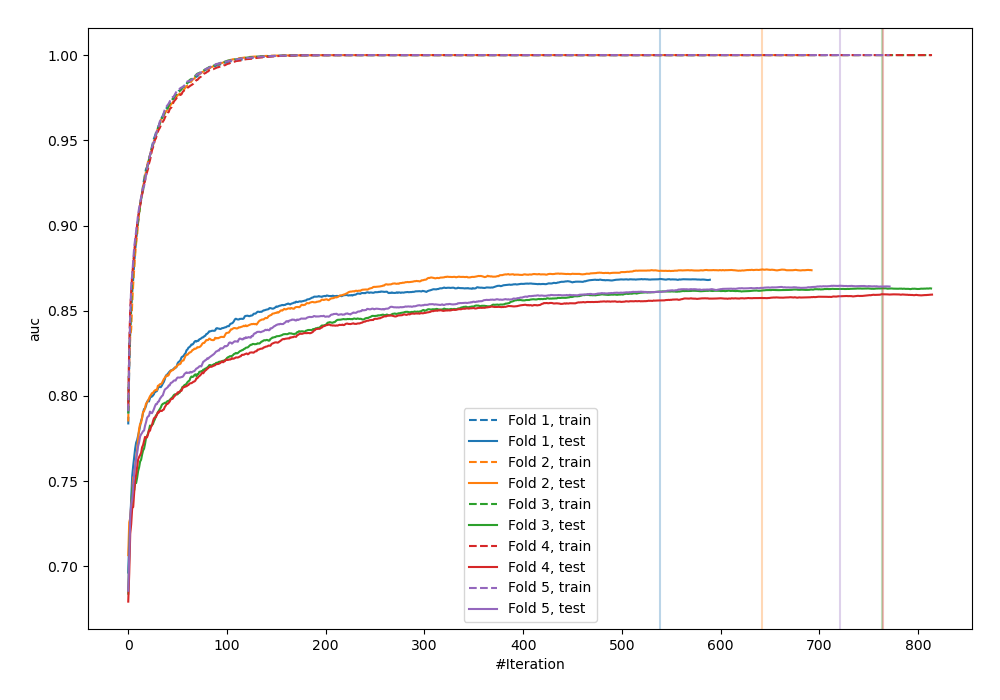 1.00
0.95
0.90
0.85
0.80
0.75
0.70
auc
Fold 1, train
Fold 1, test
Fold 2, train
Fold 2, test
Fold 3, train
Fold 3, test
Fold 4, train
Fold 4, test
Fold 5, train
Fold 5, test
0 100 200 300 400 500 600 700 800
#Iteration